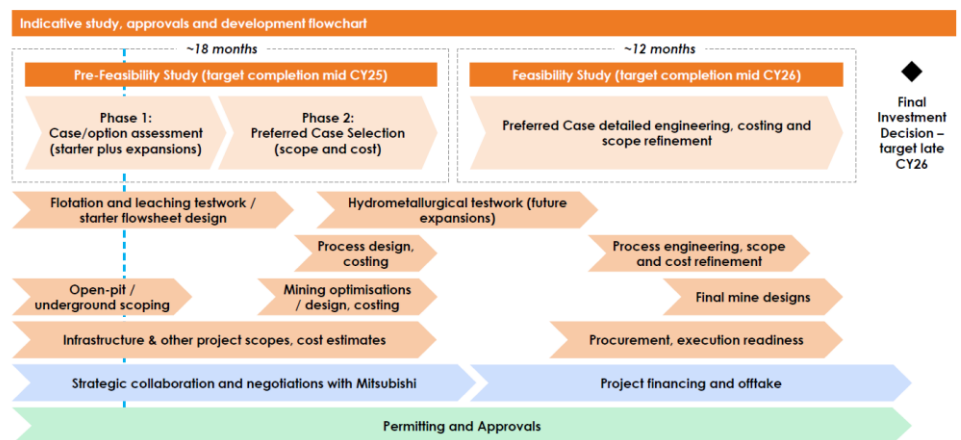 Indicative study, approvals and development flowchart
~18 months
~12 months
Pre-Feasibility Study (target completion mid CY25)
Feasibility Study (target completion mid CY26)
Phase 1:
Case/option assessment
(starter plus expansions)
Phase 2:
Preferred Case Selection
(scope and cost)
Preferred Case detailed engineering, costing and
scope refinement
Final
Investment
Decision –
target late
CY26
Flotation and leaching testwork /
starter flowsheet design
Hydrometallurgical testwork (future
expansions)
Process design,
costing
Process engineering, scope
and cost refinement
Open-pit /
underground scoping
Mining optimisations
/ design, costing
Final mine designs
Infrastructure & other project scopes, cost estimates
Procurement, execution readiness
Strategic collaboration and negotiations with Mitsubishi
Project financing and offtake
Permitting and Approvals